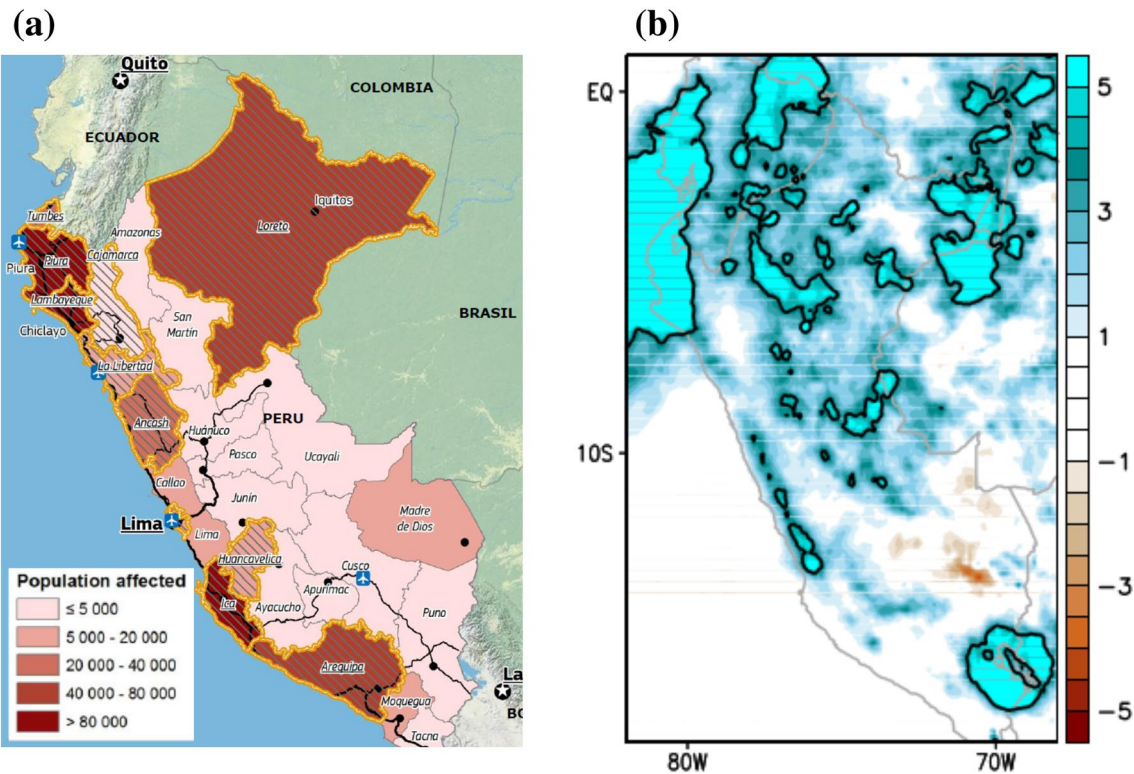 (a)
Quito
COLOMBIA
ECUADOR
Iquitos
Tumbes
Loreto
Amazonas
Cajamarca
Piura
Piura
Lambayeque
BRASIL
San
Martín
Chiclayo
La Libertad
PERU
Ancash
Huánuco
Pasco
Ucayali
Callao
Junín
Madre
de Dios
Lima
Lima
Huancavelica
Cusco
Apurímac
Ica
Ayacucho
Puno
Arequipa
La
Moquegua
BO
Tacna
Population affected
≤ 5 000
5 000 - 20 000
20 000 - 40 000
40 000 - 80 000
> 80 000
(b)
EQ
10S
80W
70W
5
3
1
−1
−3
−5